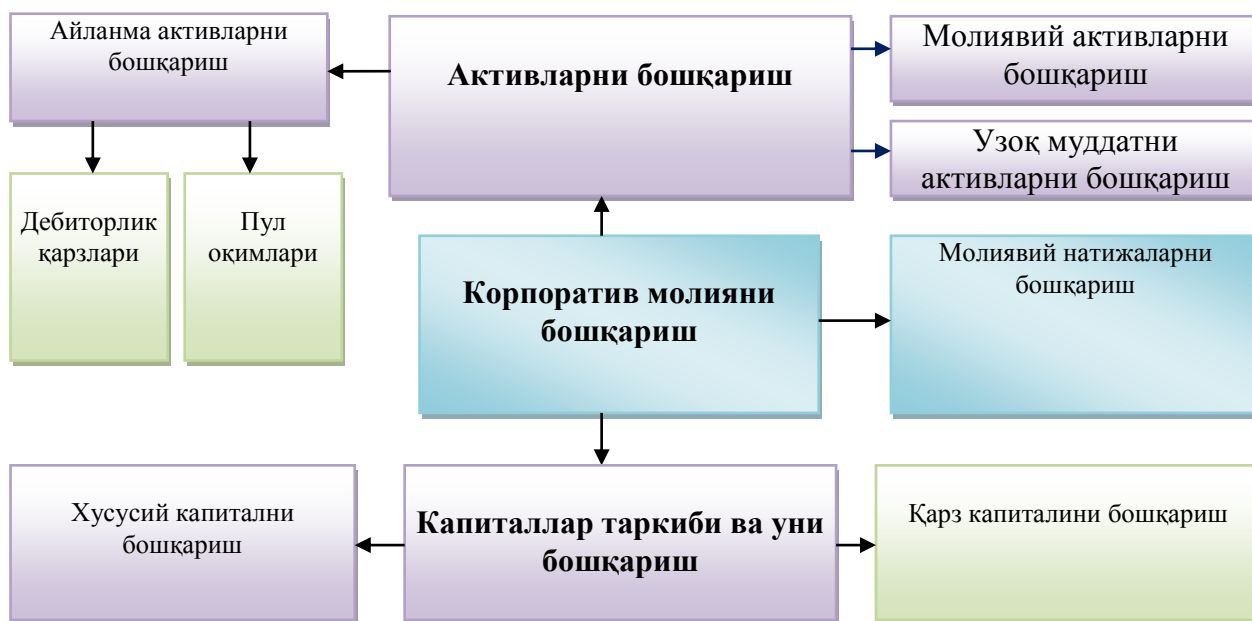 Айланма активларни
бошқариш
Активларни бошқариш
Молиявий активларни
бошқариш
Узоқ муддатни
активларни бошқариш
Дебиторлик
қарзлари
Пул
оқимлари
Корпоратив молияни
бошқариш
Молиявий натижаларни
бошқариш
Хусусий капитални
бошқариш
Капиталлар таркиби ва уни
бошқариш
Қарз капиталини бошқариш